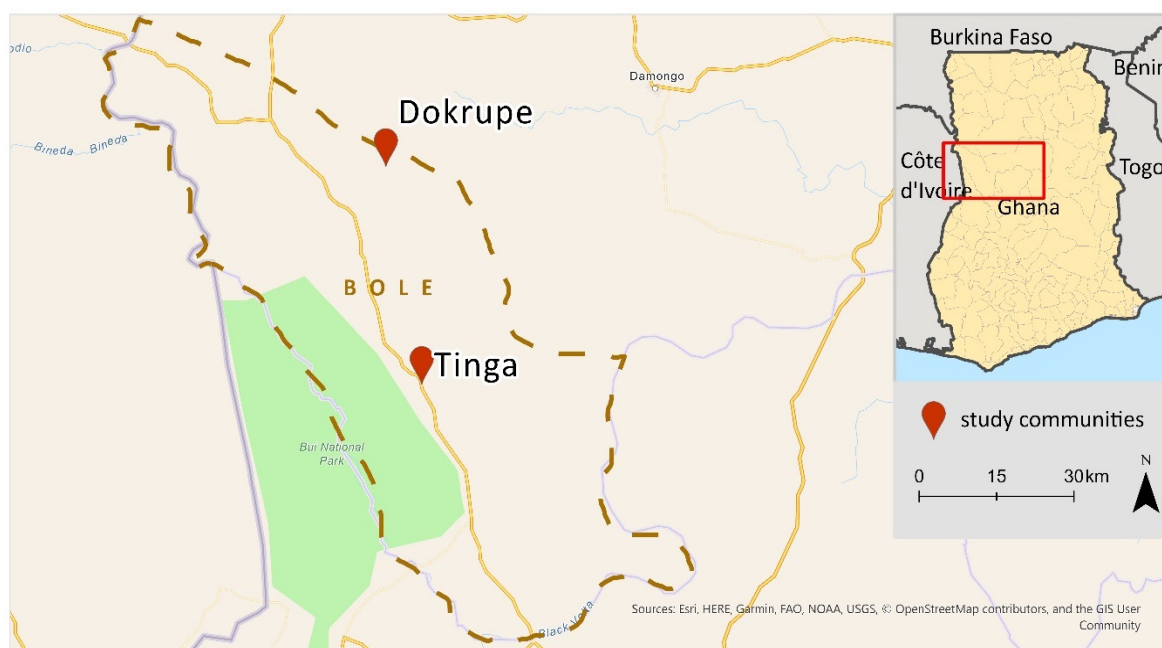 odio
Bineda Bineda
Dokrupe
Damongo
BOLE
Tinga
Bui National
Park
Black Volta
Sources: Esri, HERE, Garmin, FAO, NOAA, USGS, © OpenStreetMap contributors, and the GIS User
Community
Burkina Faso
Benin
Côte
d'Ivoire
Togo
Ghana
study communities
0 15 30km
N